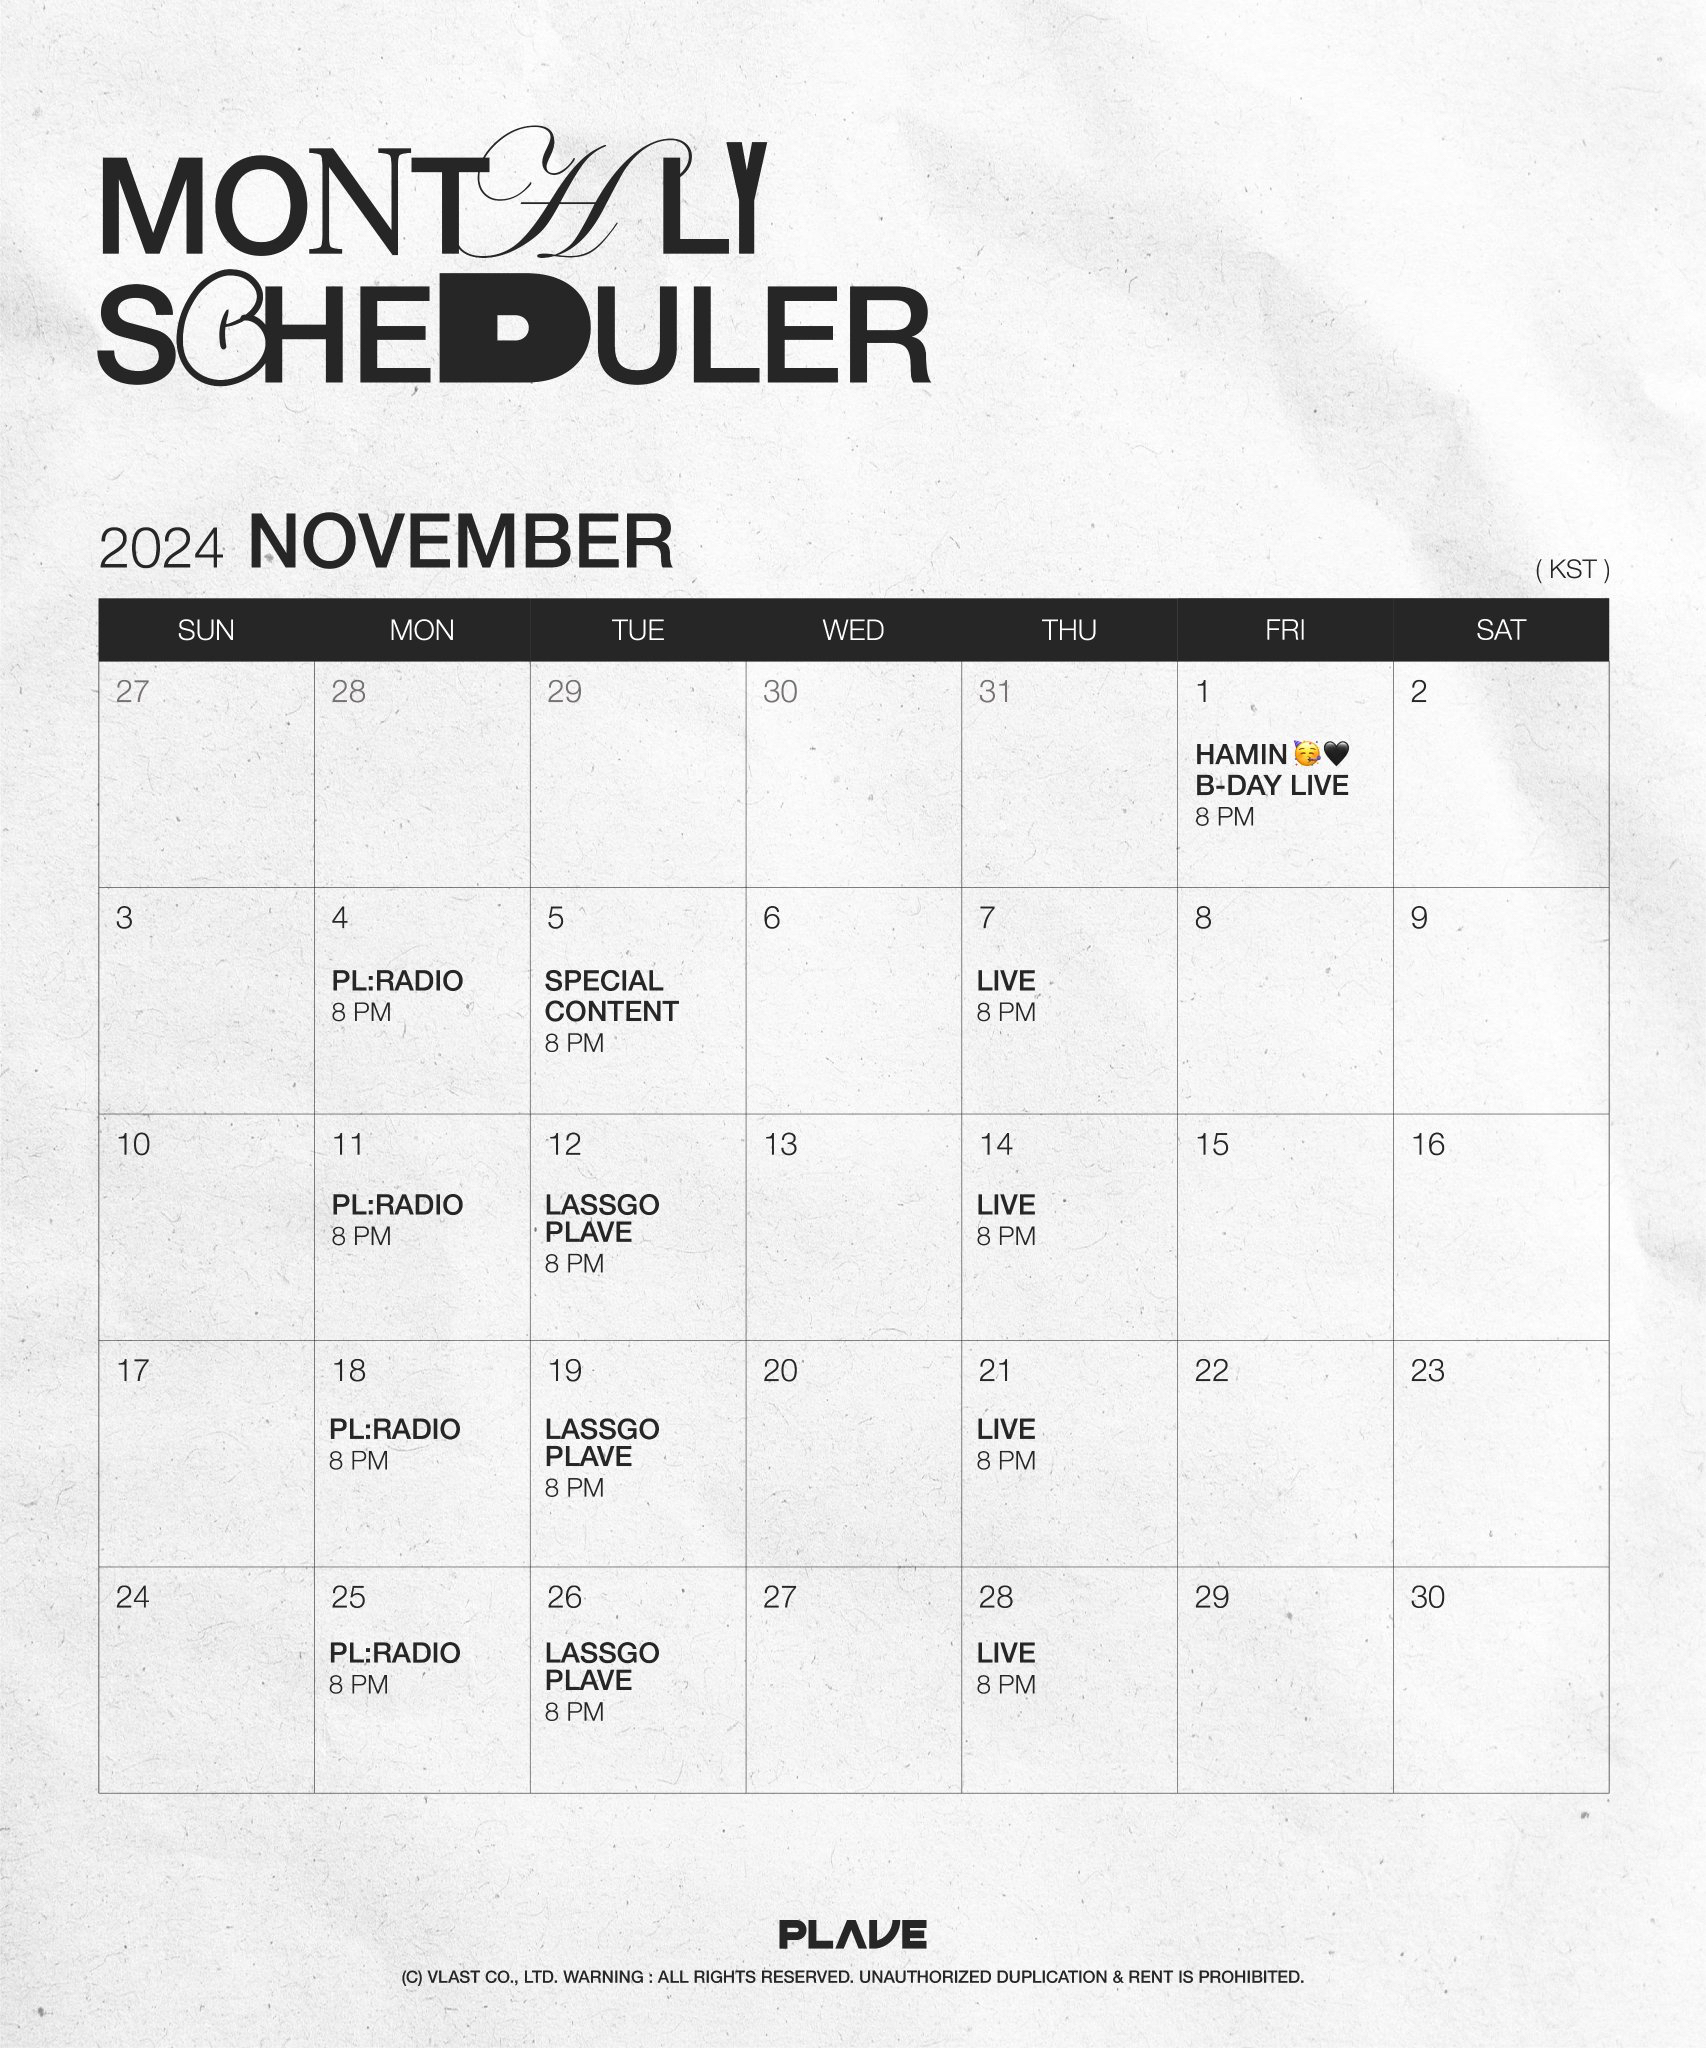 MONTHLY
SCHEDULER
2024 NOVEMBER
( KST )
SUN MON TUE WED THU FRI SAT
27 28 29 30 31 1 2
HAMIN 🥳🖤
B-DAY LIVE
8 PM
3 4 5 6 7 8 9
PL:RADIO
8 PM
SPECIAL
CONTENT
8 PM
LIVE
8 PM
10 11 12 13 14 15 16
PL:RADIO
8 PM
LASSGO
PLAVE
8 PM
LIVE
8 PM
17 18 19 20 21 22 23
PL:RADIO
8 PM
LASSGO
PLAVE
8 PM
LIVE
8 PM
24 25 26 27 28 29 30
PL:RADIO
8 PM
LASSGO
PLAVE
8 PM
LIVE
8 PM
PLAVE
(C) VLAST CO., LTD. WARNING : ALL RIGHTS RESERVED. UNAUTHORIZED DUPLICATION & RENT IS PROHIBITED.